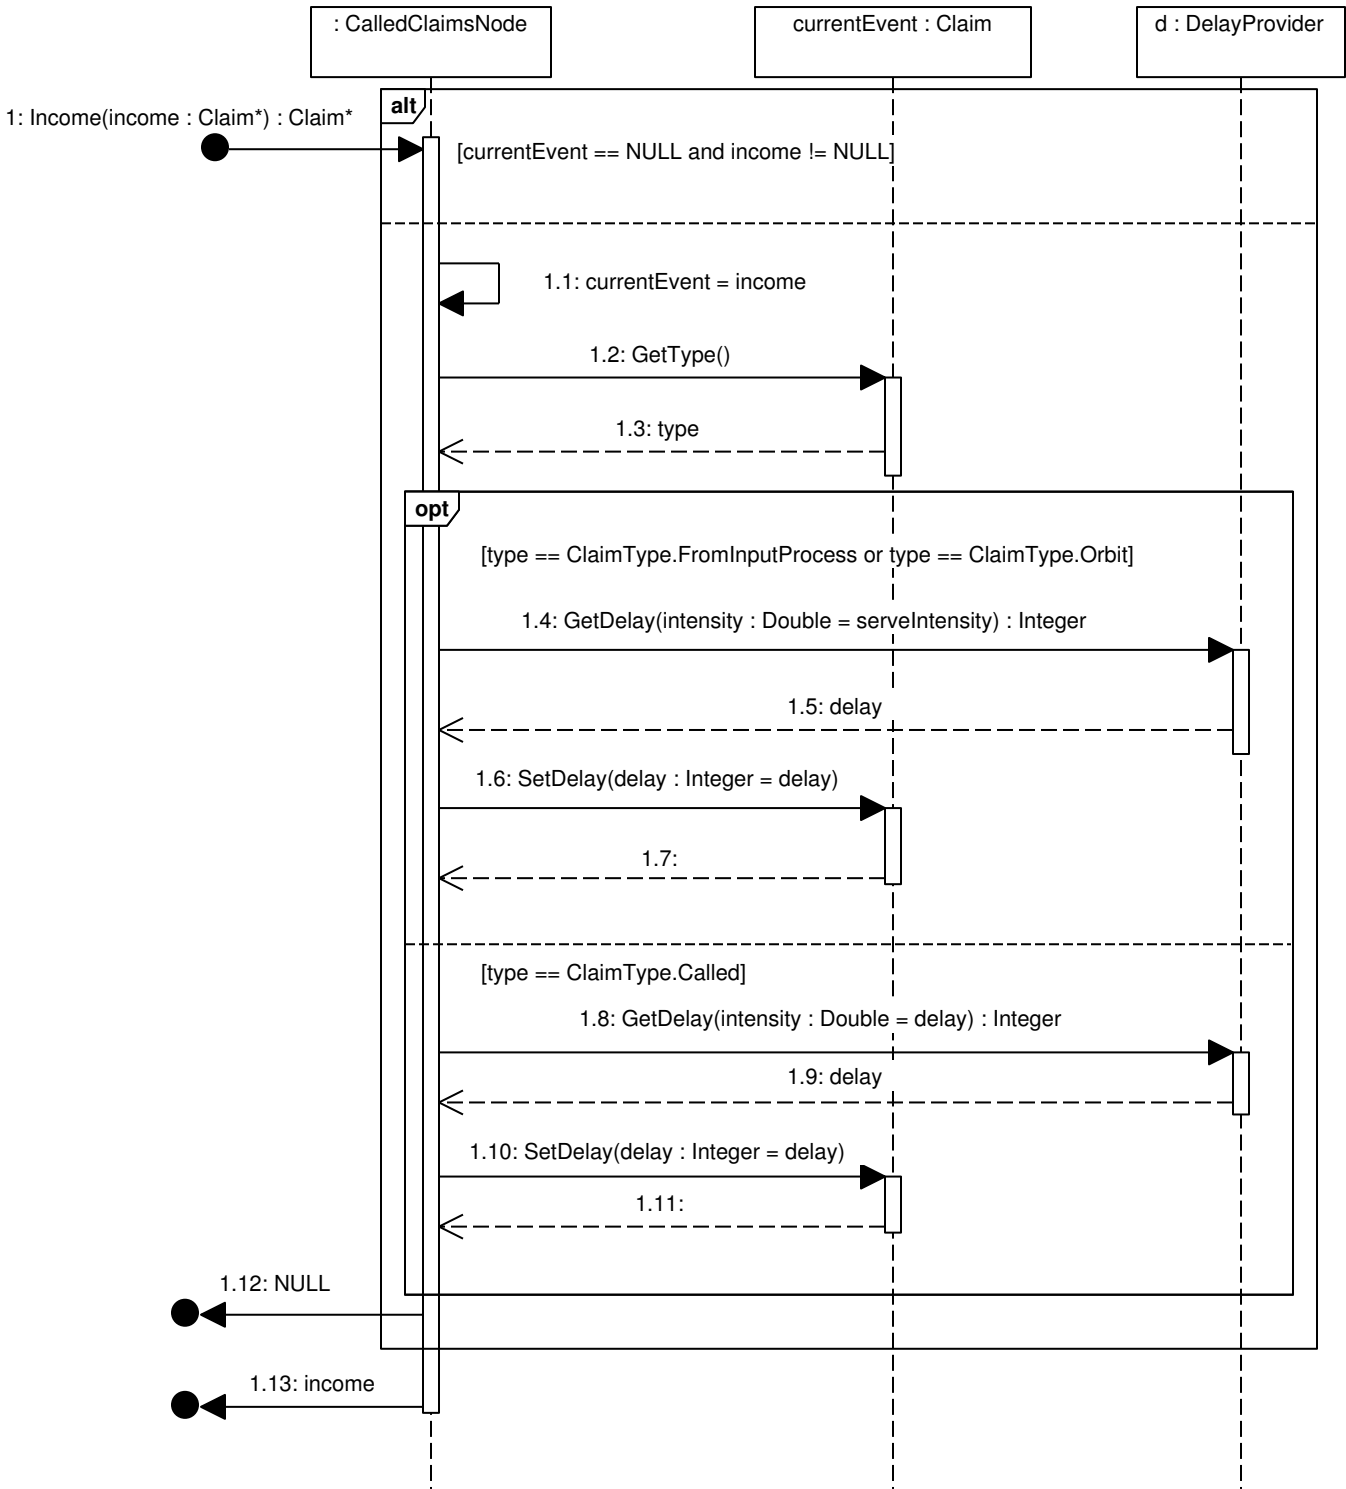 : CalledClaimsNode
currentEvent : Claim
d : DelayProvider
alt
1: Income(income : Claim*) : Claim*
[currentEvent == NULL and income != NULL]
1.1: currentEvent = income
1.2: GetType()
1.3: type
opt
[type == ClaimType.FromInputProcess or type == ClaimType.Orbit]
1.4: GetDelay(intensity : Double = serveIntensity) : Integer
1.5: delay
1.6: SetDelay(delay : Integer = delay)
1.7:
[type == ClaimType.Called]
1.8: GetDelay(intensity : Double = delay) : Integer
1.9: delay
1.10: SetDelay(delay : Integer = delay)
1.11:
1.12: NULL
1.13: income